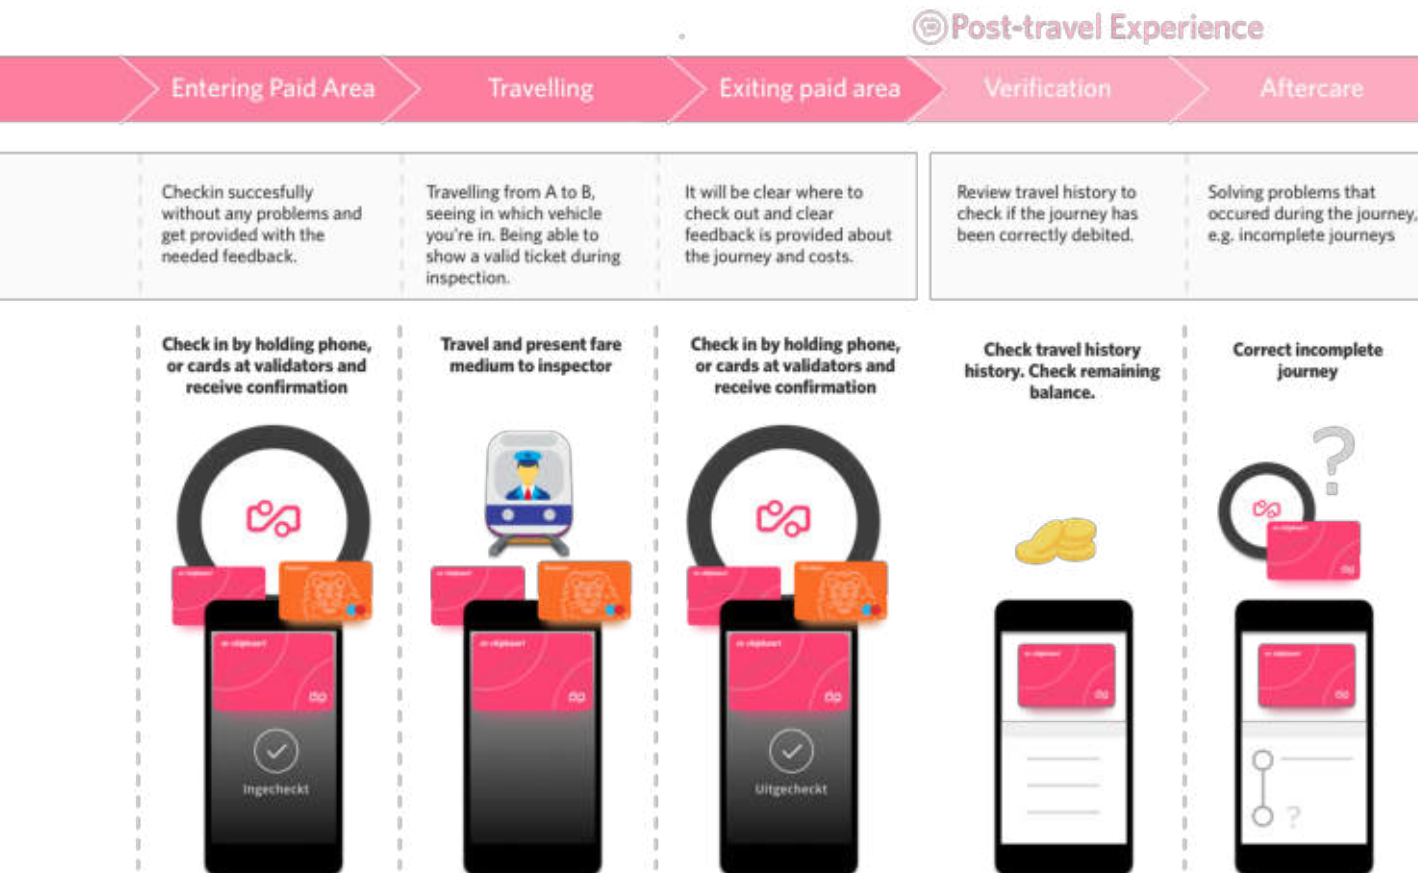 Post-travel Experience
Entering Paid Area
Travelling
Exiting paid area
Verification
Aftercare
Checkin succesfully
without any problems and
get provided with the
needed feedback.
Travelling from A to B,
seeing in which vehicle
you're in. Being able to
show a valid ticket during
inspection.
It will be clear where to
check out and clear
feedback is provided about
the journey and costs.
Review travel history to
check if the journey has
been correctly debited.
Solving problems that
occured during the journey,
e.g. incomplete journeys
Check in by holding phone,
or cards at validators and
receive confirmation
Travel and present fare
medium to inspector
Check in by holding phone,
or cards at validators and
receive confirmation
Check travel history
history. Check remaining
balance.
Correct incomplete
journey
?
Ingecheckt
Uitgecheckt
?